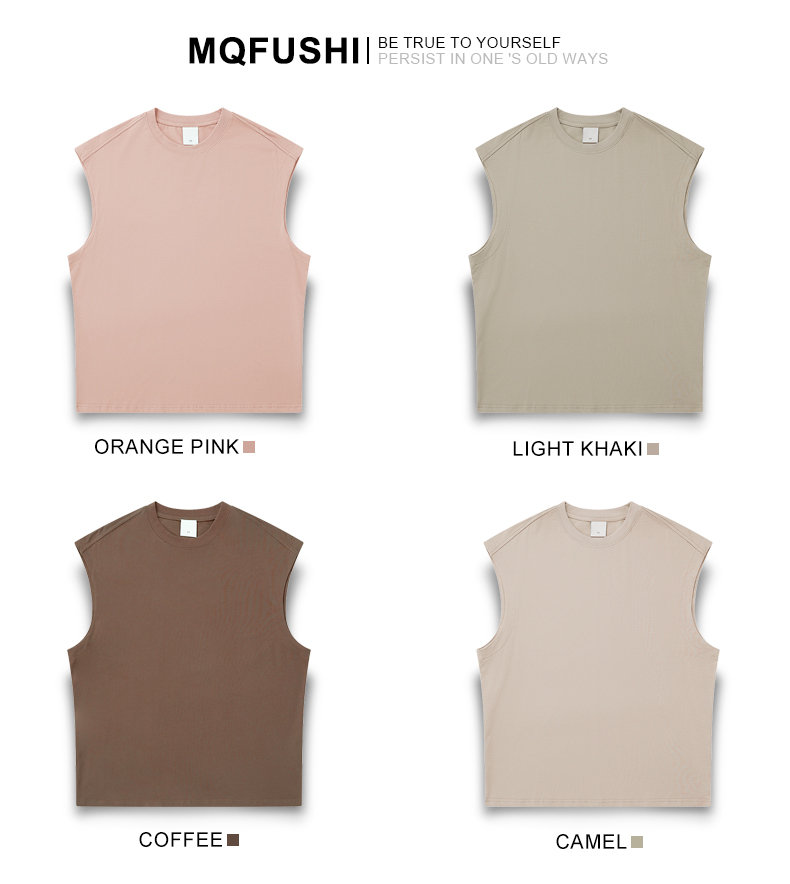 MQFUSHI
BE TRUE TO YOURSELF
PERSIST IN ONE 'S OLD WAYS
ORANGE PINK
LIGHT KHAKI
COFFEE
CAMEL